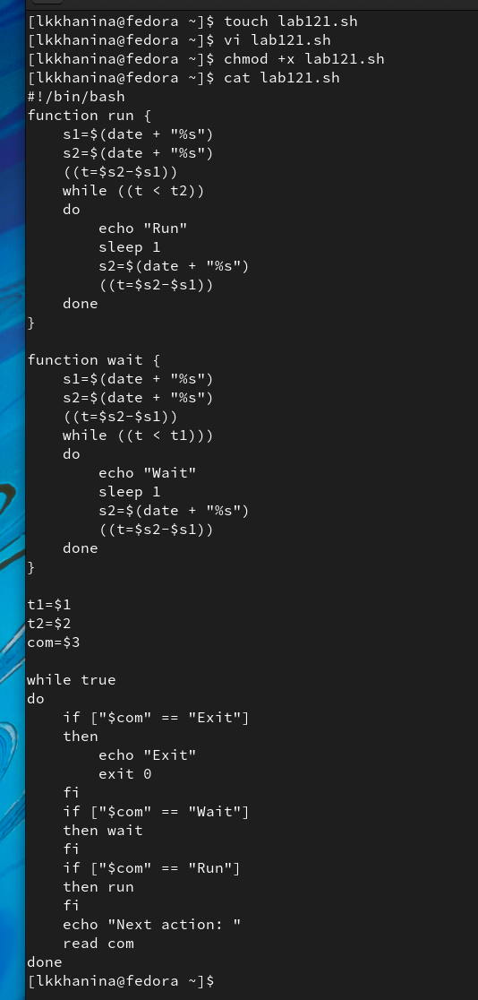 [lkkhanina@fedora ~]$ touch lab121.sh
[lkkhanina@fedora ~]$ vi lab121.sh
[lkkhanina@fedora ~]$ chmod +x lab121.sh
[lkkhanina@fedora ~]$ cat lab121.sh
#!/bin/bash
function run {
    s1=$(date + "%s")
    s2=$(date + "%s")
    ((t=$s2-$s1))
    while ((t < t2))
    do
        echo "Run"
        sleep 1
        s2=$(date + "%s")
        ((t=$s2-$s1))
    done
}

function wait {
    s1=$(date + "%s")
    s2=$(date + "%s")
    ((t=$s2-$s1))
    while ((t < t1)))
    do
        echo "Wait"
        sleep 1
        s2=$(date + "%s")
        ((t=$s2-$s1))
    done
}

t1=$1
t2=$2
com=$3

while true
do
    if ["$com" == "Exit"]
    then
        echo "Exit"
        exit 0
    fi
    if ["$com" == "Wait"]
    then wait
    fi
    if ["$com" == "Run"]
    then run
    fi
    echo "Next action: "
    read com
done
[lkkhanina@fedora ~]$